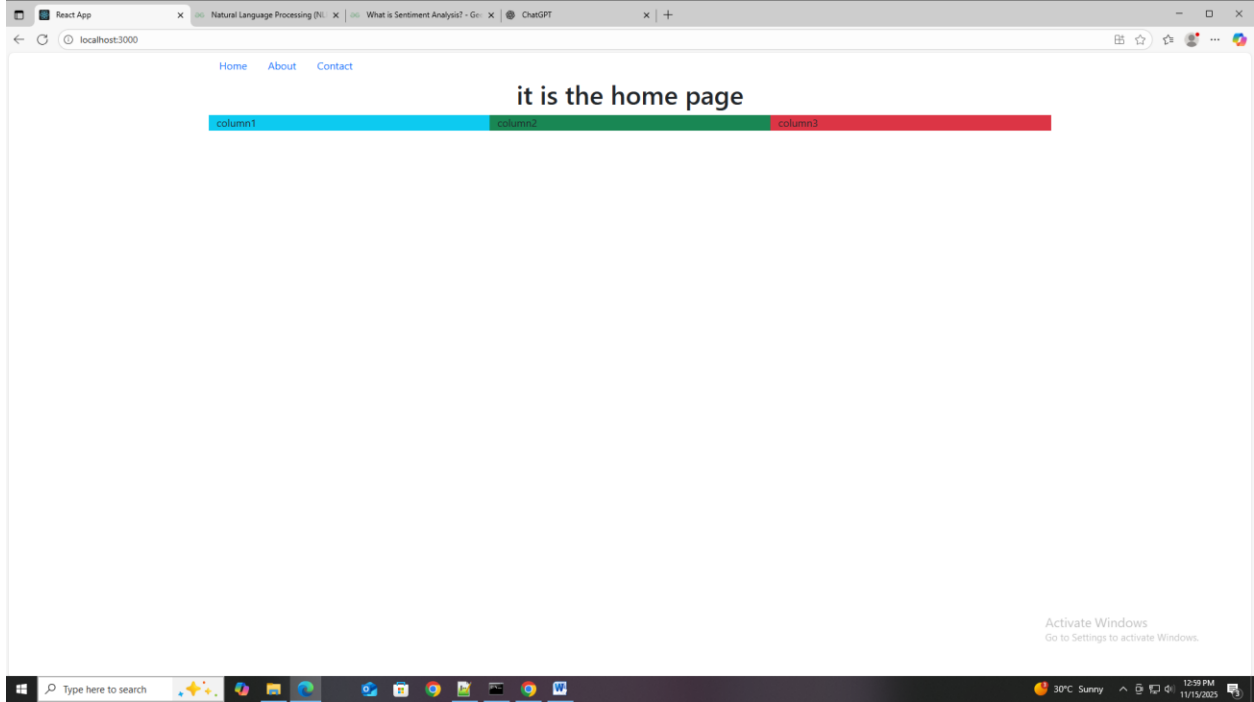 React App
Natural Language Processing (NL
What is Sentiment Analysis? - Ge
ChatGPT
localhost:3000
Home About Contact
it is the home page
column1 column2 column3
Activate Windows
Go to Settings to activate Windows.
Type here to search
30°C Sunny
12:59 PM
11/15/2025